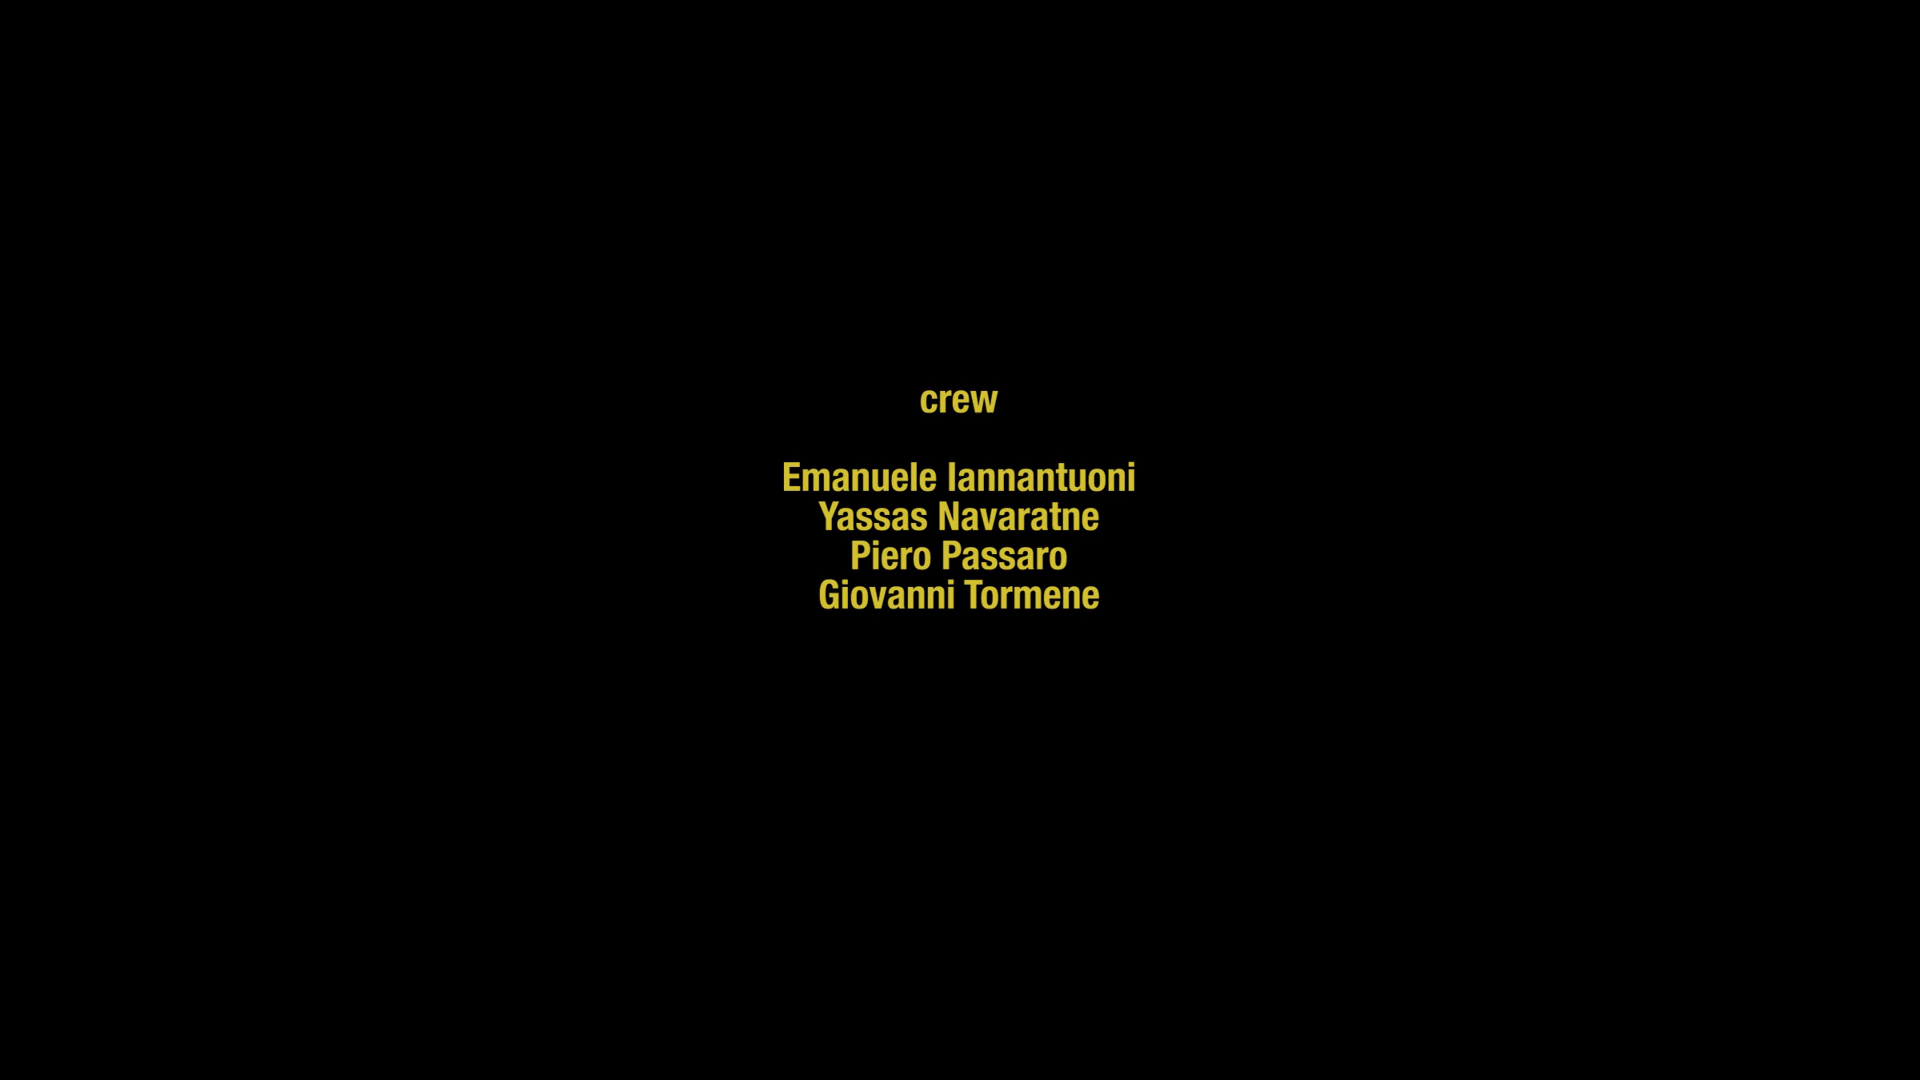 crew
Emanuele Iannantuoni
Yassas Navaratne
Piero Passaro
Giovanni Tormene